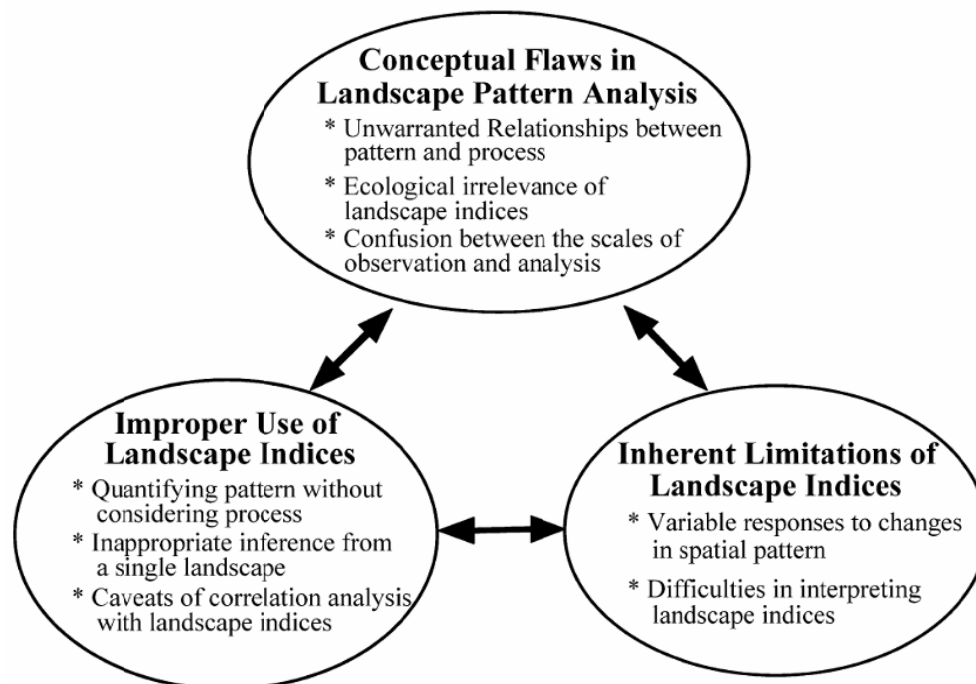 Conceptual Flaws in
Landscape Pattern Analysis
* Unwarranted Relationships between
pattern and process
* Ecological irrelevance of
landscape indices
* Confusion between the scales of
observation and analysis
Improper Use of
Landscape Indices
* Quantifying pattern without
considering process
* Inappropriate inference from
a single landscape
* Caveats of correlation analysis
with landscape indices
Inherent Limitations of
Landscape Indices
* Variable responses to changes
in spatial pattern
* Difficulties in interpreting
landscape indices